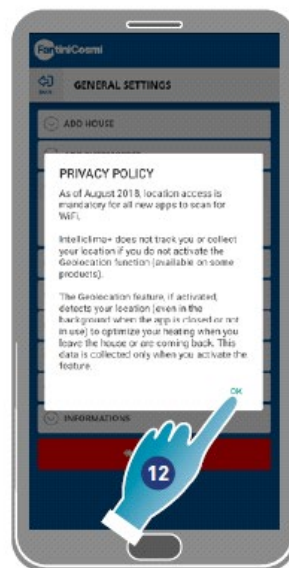 FantiniCosmi
BACK
GENERAL SETTINGS
ADD HOUSE
PRIVACY POLICY
As of August 2018, location access is
mandatory for all new apps to scan for
WiFi.
Intelliclima+ does not track you or collect
your location if you do not activate the
Geolocation function (available on some
products).
The Geolocation feature, if activated,
detects your location (even in the
background when the app is closed or not
in use) to optimize your heating when you
leave the house or are coming back. This
data is collected only when you activate the
feature.
OK
INFORMATIONS
12